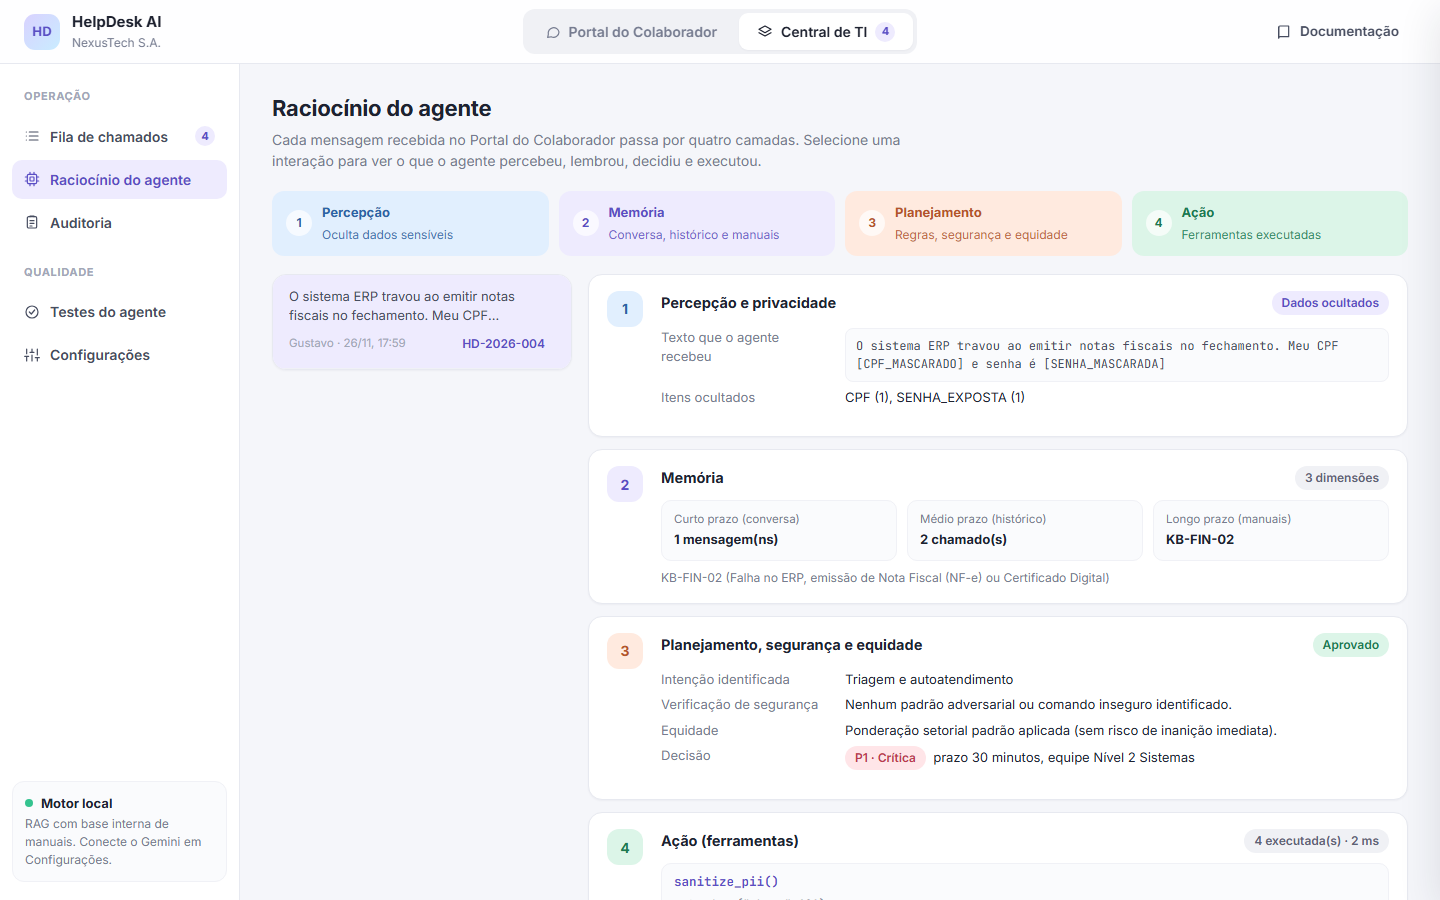 HD
HelpDesk AI
NexusTech S.A.
Portal do Colaborador
Central de TI 4
Documentação
OPERAÇÃO
Fila de chamados 4
Raciocínio do agente
Auditoria
QUALIDADE
Testes do agente
Configurações
Motor local
RAG com base interna de
manuais. Conecte o Gemini em
Configurações.
Raciocínio do agente
Cada mensagem recebida no Portal do Colaborador passa por quatro camadas. Selecione uma
interação para ver o que o agente percebeu, lembrou, decidiu e executou.
1 Percepção
Oculta dados sensíveis
2 Memória
Conversa, histórico e manuais
3 Planejamento
Regras, segurança e equidade
4 Ação
Ferramentas executadas
O sistema ERP travou ao emitir notas
fiscais no fechamento. Meu CPF...
Gustavo · 26/11, 17:59 HD-2026-004
1 Percepção e privacidade Dados ocultados
Texto que o agente
recebeu
O sistema ERP travou ao emitir notas fiscais no fechamento. Meu CPF
[CPF_MASCARADO] e senha é [SENHA_MASCARADA]
Itens ocultados CPF (1), SENHA_EXPOSTA (1)
2 Memória 3 dimensões
Curto prazo (conversa)
1 mensagem(ns)
Médio prazo (histórico)
2 chamado(s)
Longo prazo (manuais)
KB-FIN-02
KB-FIN-02 (Falha no ERP, emissão de Nota Fiscal (NF-e) ou Certificado Digital)
3 Planejamento, segurança e equidade Aprovado
Intenção identificada Triagem e autoatendimento
Verificação de segurança Nenhum padrão adversarial ou comando inseguro identificado.
Equidade Ponderação setorial padrão aplicada (sem risco de inanição imediata).
Decisão P1 · Crítica prazo 30 minutos, equipe Nível 2 Sistemas
4 Ação (ferramentas) 4 executada(s) · 2 ms
sanitize_pii()